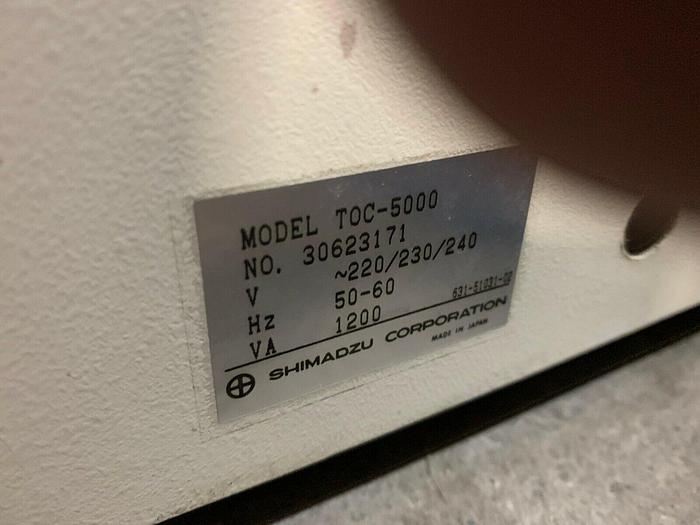 MODEL TOC-5000
NO. 30623171
V ~220/230/240
Hz 50-60
VA 1200
631-51031-02
SHIMADZU CORPORATION
MADE IN JAPAN